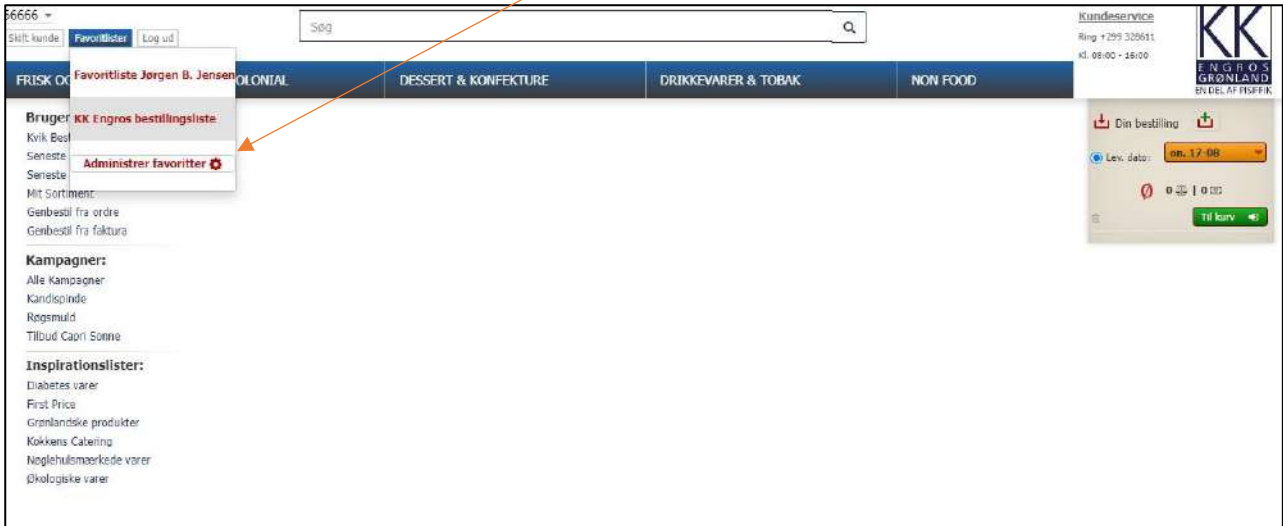 56666
Skift kunde Favoritlister Log ud
Søg
Kundeservice
Ring +299 328611
Kl. 08:00 - 16:00
KK
ENGROS
GRØNLAND
EN DEL AF PISIFFIK
FRISK OG OLONIAL DESSERT & KONFEKTURE DRIKKEVARER & TOBAK NON FOOD
Favoritliste Jørgen B. Jensen
KK Engros bestillingsliste
Administrer favoritter
Bruger
Kvik Best
Seneste
Seneste
Mit Sortiment
Genbestil fra ordre
Genbestil fra faktura
Kampagner:
Alle Kampagner
Kandispinde
Røgsmuld
Tilbud Capri Sonne
Inspirationslister:
Diabetes varer
First Price
Grønlandske produkter
Kokkens Catering
Nøglehulsmærkede varer
Økologiske varer
Din bestilling
Lev. dato: on. 17-08
0 | 0
Til kurv